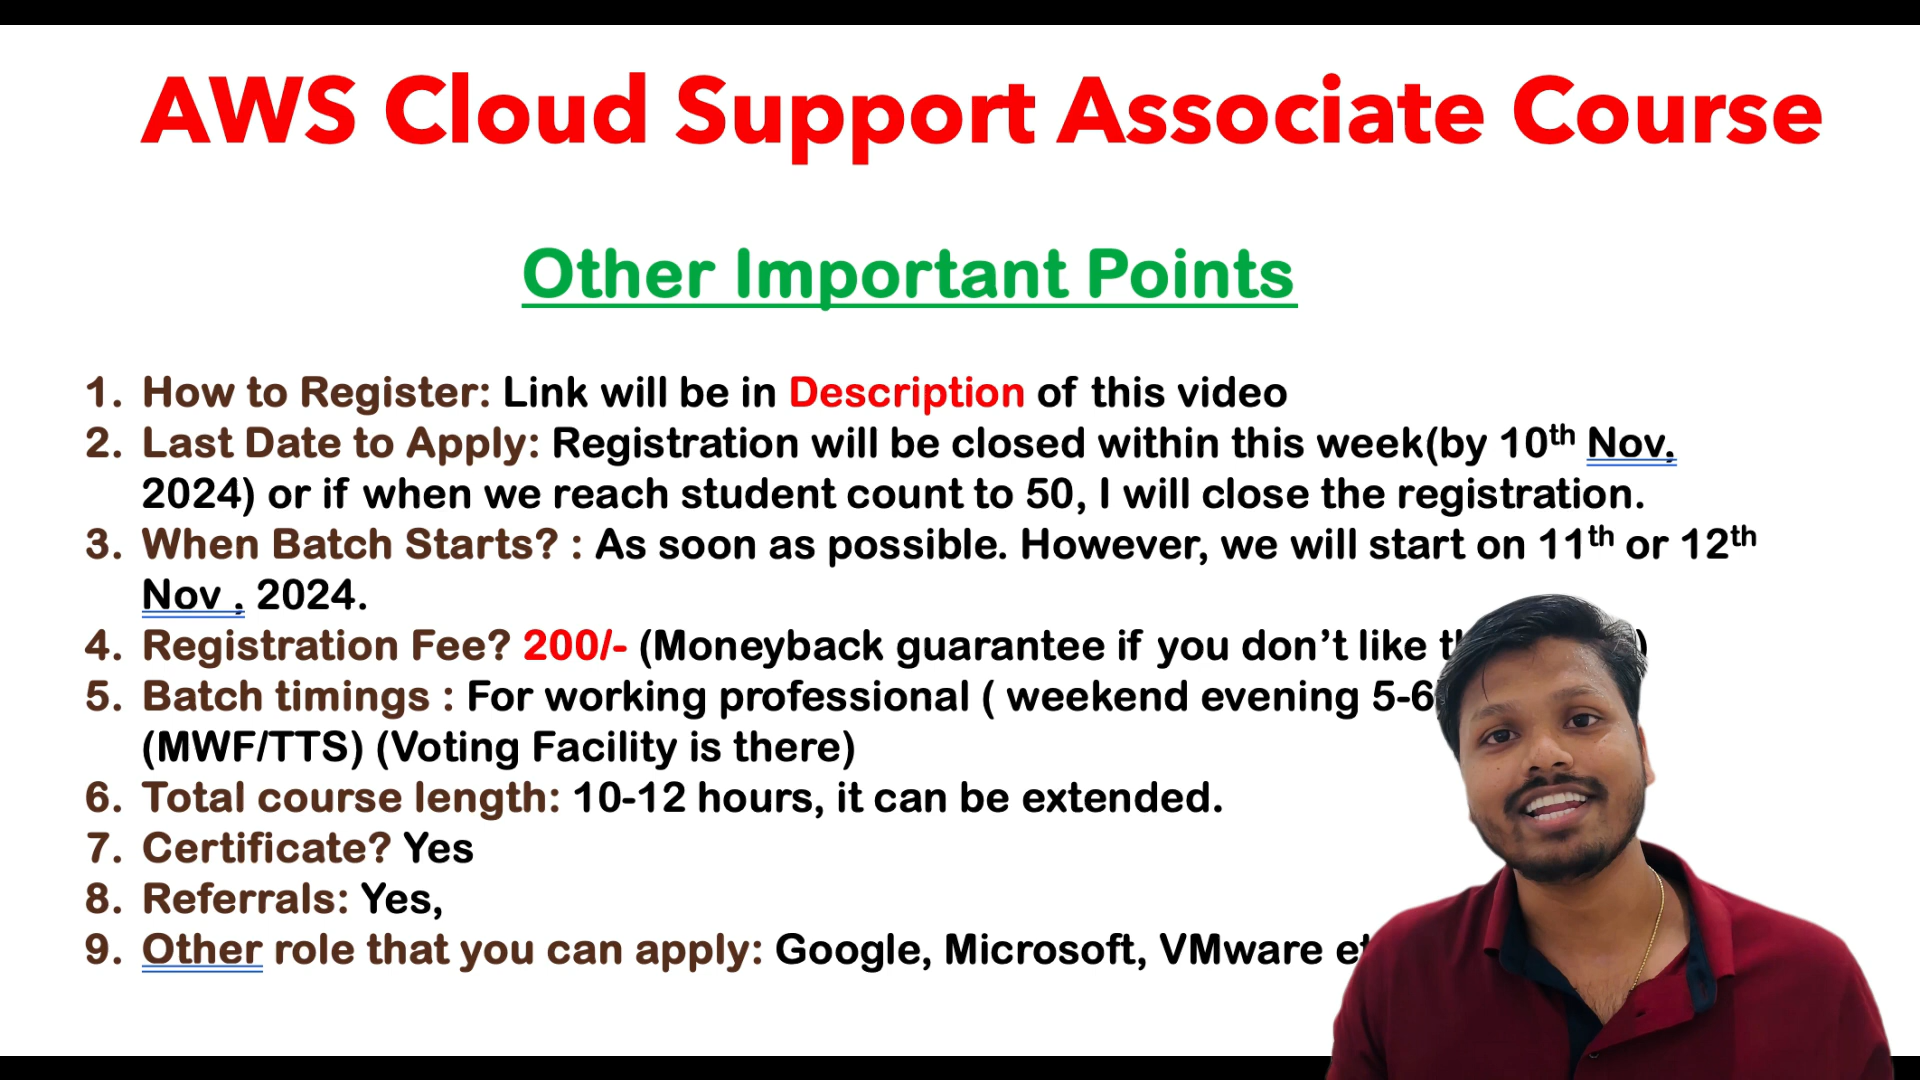 AWS Cloud Support Associate Course
Other Important Points
1. How to Register: Link will be in Description of this video
2. Last Date to Apply: Registration will be closed within this week(by 10th Nov,
2024) or if when we reach student count to 50, I will close the registration.
3. When Batch Starts? : As soon as possible. However, we will start on 11th or 12th
Nov , 2024.
4. Registration Fee? 200/- (Moneyback guarantee if you don’t like )
5. Batch timings : For working professional ( weekend evening 5-6
(MWF/TTS) (Voting Facility is there)
6. Total course length: 10-12 hours, it can be extended.
7. Certificate? Yes
8. Referrals: Yes,
9. Other role that you can apply: Google, Microsoft, VMware